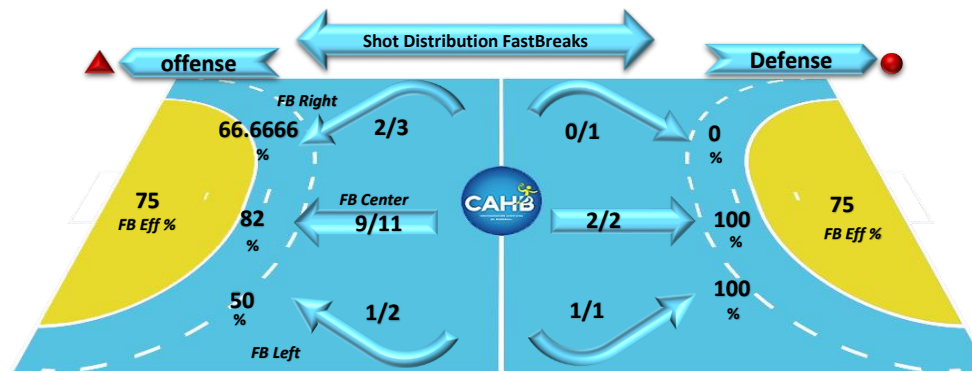 Shot Distribution FastBreaks
offense
Defense
FB Right
66.6666
%
2/3
0/1
0
%
75
FB Eff %
82
%
FB Center
9/11
CAHB
2/2
100
%
75
FB Eff %
50
%
1/2
FB Left
1/1
100
%